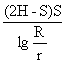 (2H - S)S
lg R
r